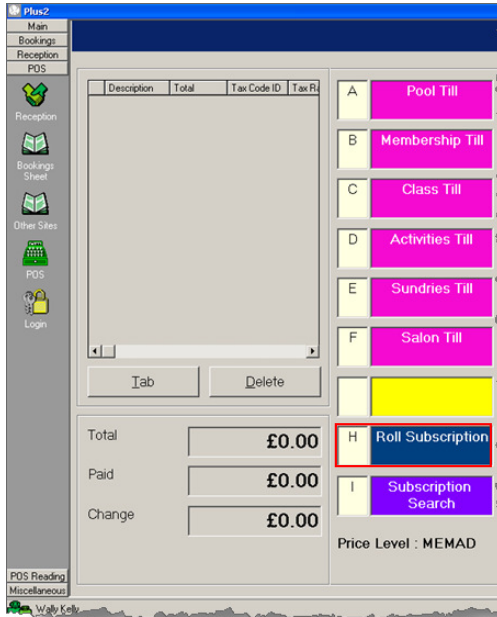 Plus2
Main
Bookings
Reception
POS
Reception
Bookings
Sheet
Other Sites
POS
Login
Description Total Tax Code ID Tax
A Pool Till
B Membership Till
C Class Till
D Activities Till
E Sundries Till
F Salon Till
Tab Delete
Total £0.00
Paid £0.00
Change £0.00
H Roll Subscription
I Subscription
Search
Price Level : MEMAD
POS Reading
Miscellaneous
Wally Kelly